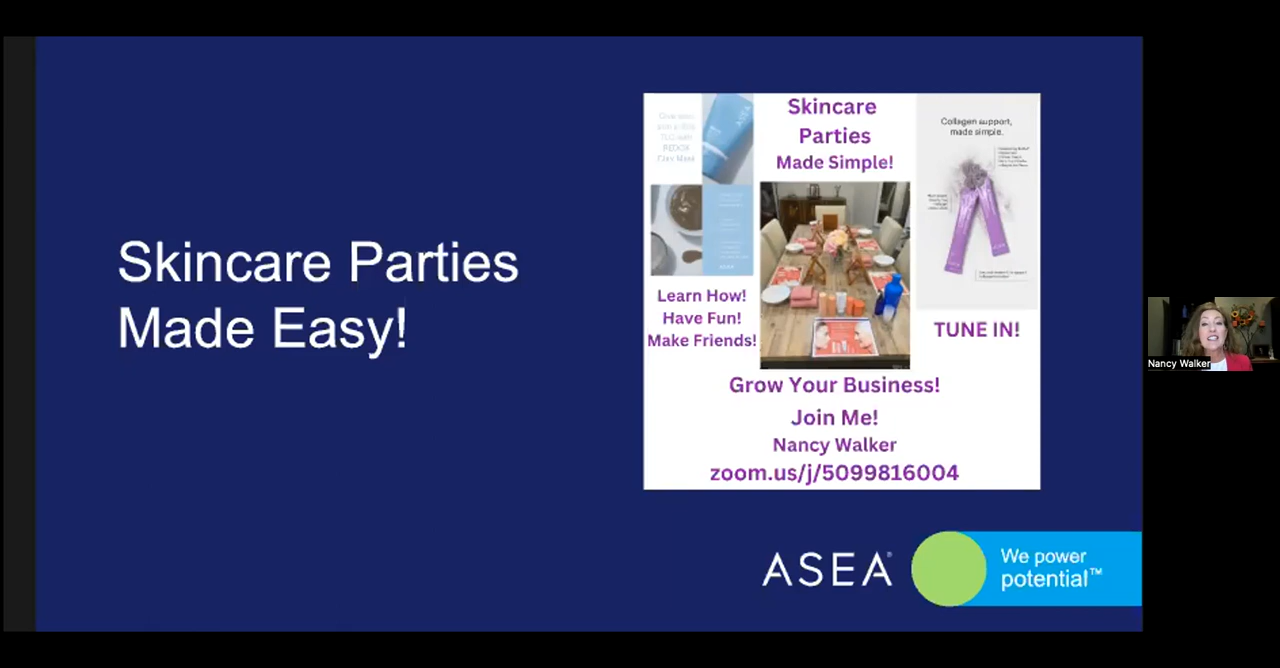 Skincare Parties
Made Easy!
Skincare
Parties
Made Simple!
ASEA
Collagen support,
made simple.
Learn How!
Have Fun!
Make Friends!
TUNE IN!
Grow Your Business!
Join Me!
Nancy Walker
zoom.us/j/5099816004
ASEA®
We power
potential™
Nancy Walker